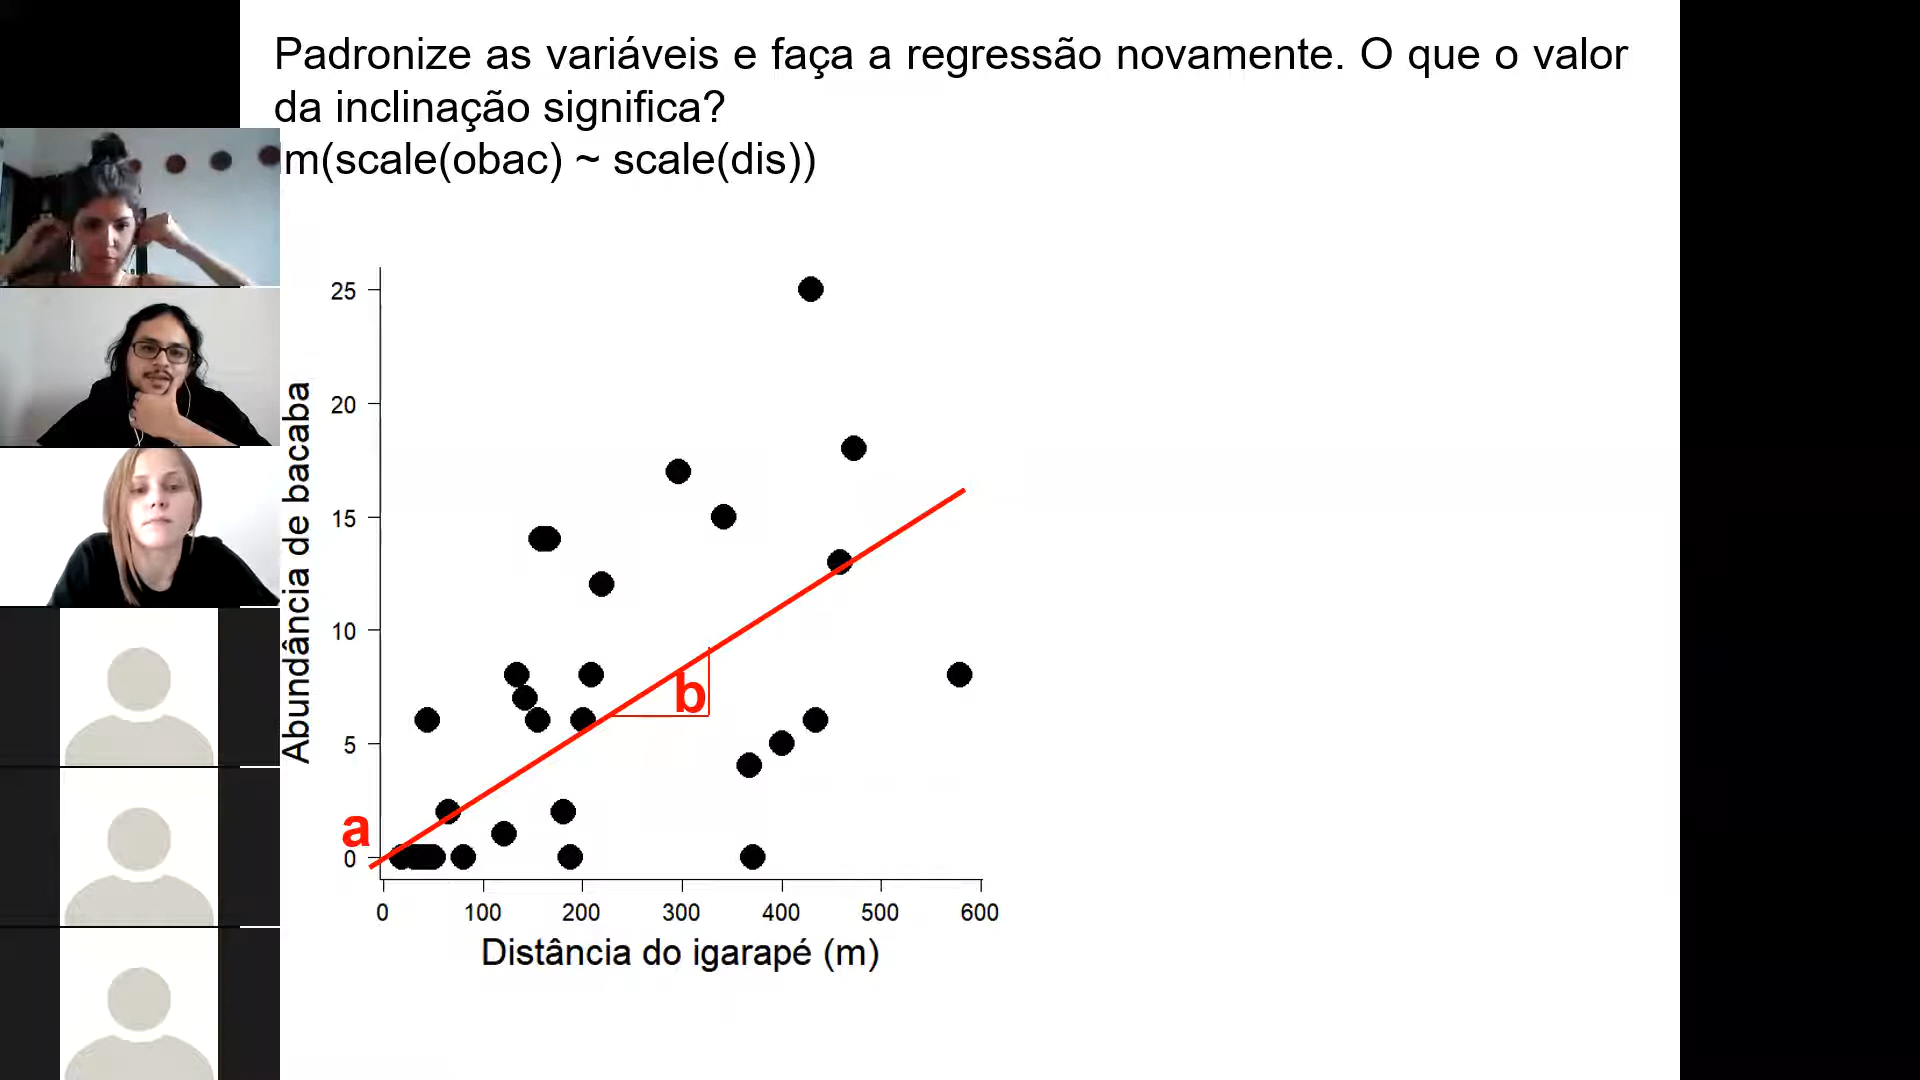 Padronize as variáveis e faça a regressão novamente. O que o valor
da inclinação significa?
m(scale(obac) ~ scale(dis))
25
20
15
10
5
0
Abundância de bacaba
a
b
0 100 200 300 400 500 600
Distância do igarapé (m)